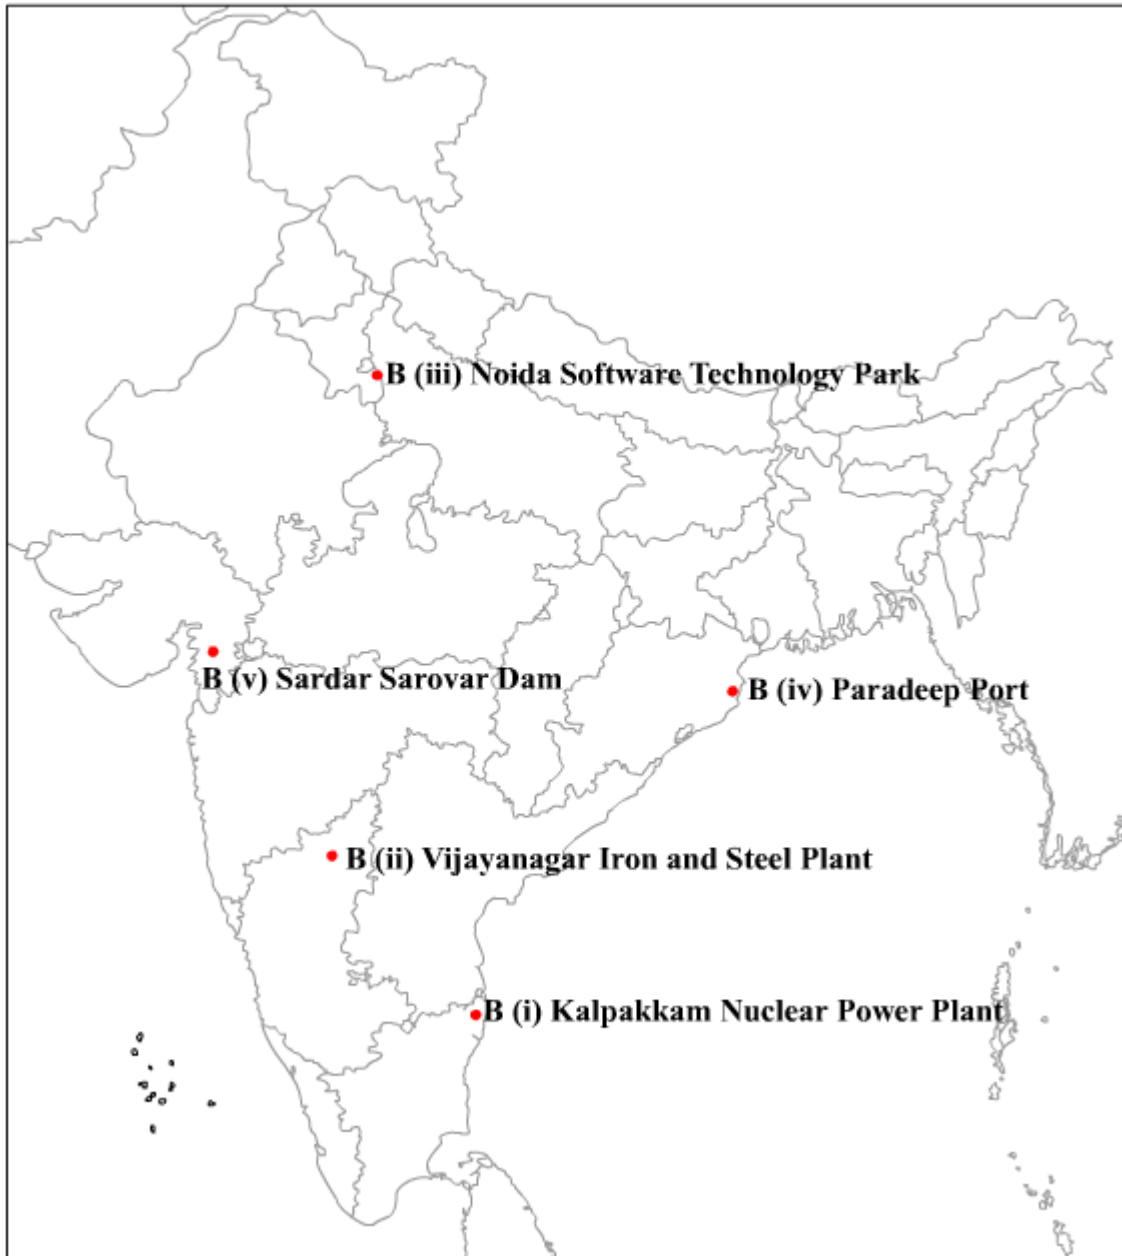 B (iii) Noida Software Technology Park
B (v) Sardar Sarovar Dam
B (iv) Paradeep Port
B (ii) Vijayanagar Iron and Steel Plant
B (i) Kalpakkam Nuclear Power Plant